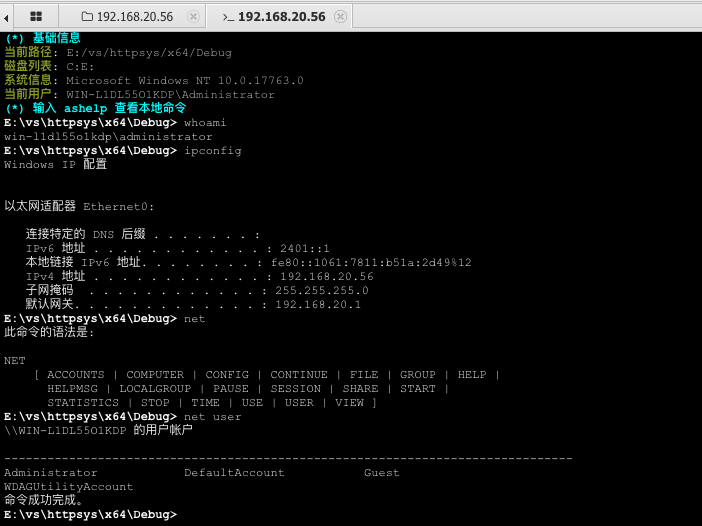 192.168.20.56 192.168.20.56
(*) 基础信息
当前路径: E:/vs/httpsys/x64/Debug
磁盘列表: C:E:
系统信息: Microsoft Windows NT 10.0.17763.0
当前用户: WIN-L1DL55O1KDP\Administrator
(*) 输入 ashelp 查看本地命令
E:\vs\httpsys\x64\Debug> whoami
win-l1dl55o1kdp\administrator
E:\vs\httpsys\x64\Debug> ipconfig
Windows IP 配置
以太网适配器 Ethernet0:
连接特定的 DNS 后缀 . . . . . . . :
IPv6 地址 . . . . . . . . . . . . : 2401::1
本地链接 IPv6 地址. . . . . . . . : fe80::1061:7811:b51a:2d49%12
IPv4 地址 . . . . . . . . . . . . : 192.168.20.56
子网掩码 . . . . . . . . . . . . : 255.255.255.0
默认网关. . . . . . . . . . . . . : 192.168.20.1
E:\vs\httpsys\x64\Debug> net
此命令的语法是:
NET
[ ACCOUNTS | COMPUTER | CONFIG | CONTINUE | FILE | GROUP | HELP |
HELPMSG | LOCALGROUP | PAUSE | SESSION | SHARE | START |
STATISTICS | STOP | TIME | USE | USER | VIEW ]
E:\vs\httpsys\x64\Debug> net user
\\WIN-L1DL55O1KDP 的用户帐户
-------------------------------------------------------------------------------
Administrator DefaultAccount Guest
WDAGUtilityAccount
命令成功完成。
E:\vs\httpsys\x64\Debug>